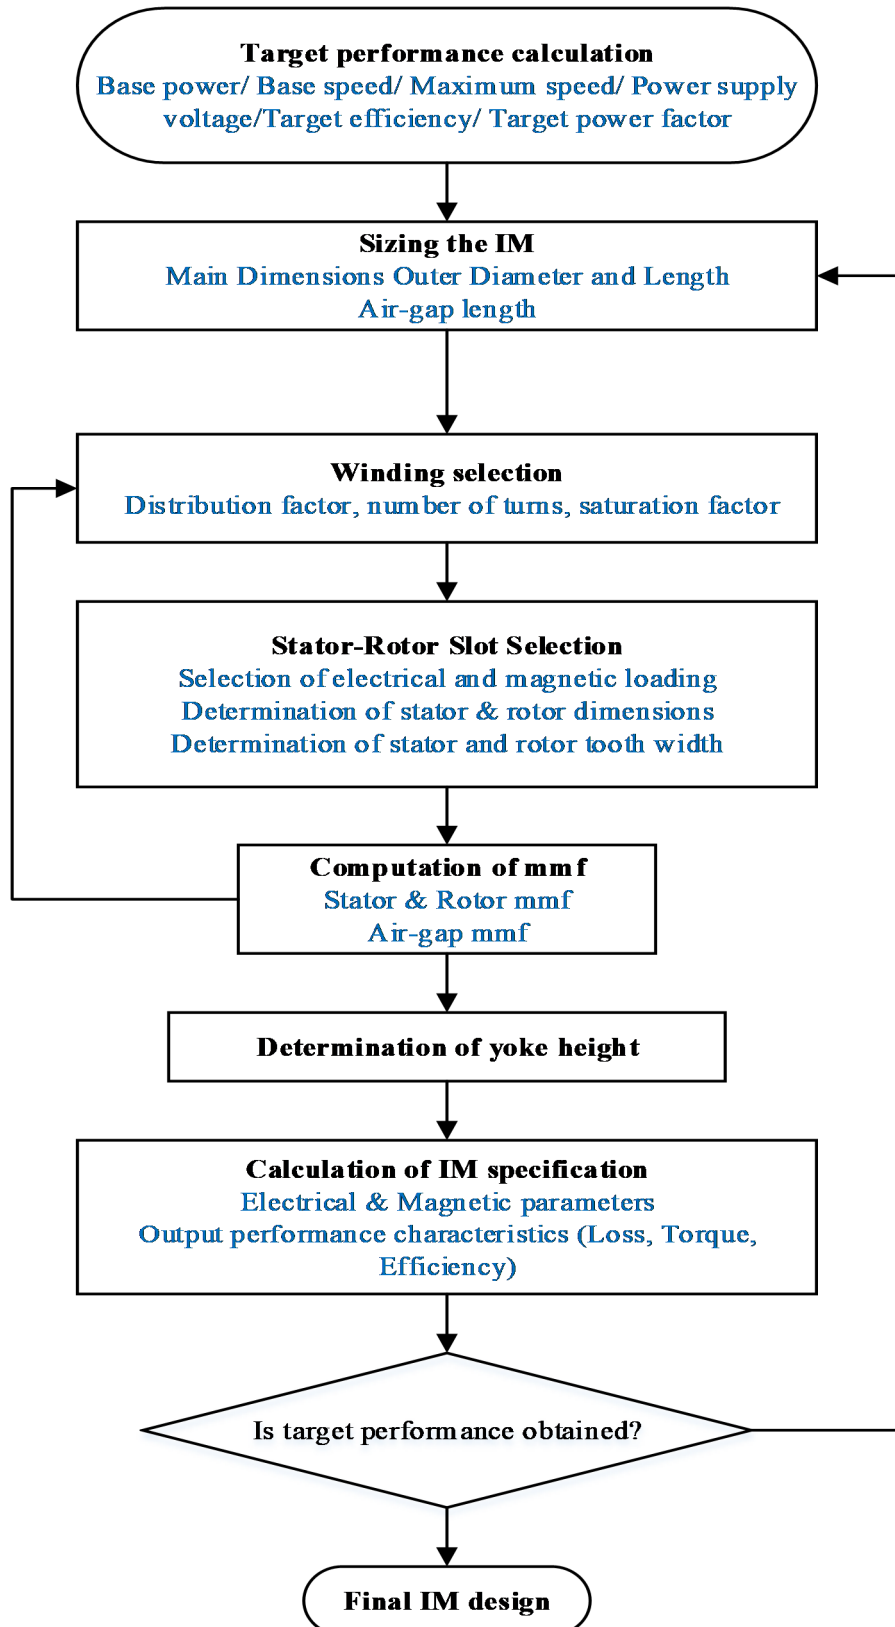 Target performance calculation
Base power/ Base speed/ Maximum speed/ Power supply
voltage/Target efficiency/ Target power factor
Sizing the IM
Main Dimensions Outer Diameter and Length
Air-gap length
Winding selection
Distribution factor, number of turns, saturation factor
Stator-Rotor Slot Selection
Selection of electrical and magnetic loading
Determination of stator & rotor dimensions
Determination of stator and rotor tooth width
Computation of mmf
Stator & Rotor mmf
Air-gap mmf
Determination of yoke height
Calculation of IM specification
Electrical & Magnetic parameters
Output performance characteristics (Loss, Torque,
Efficiency)
Is target performance obtained?
Final IM design